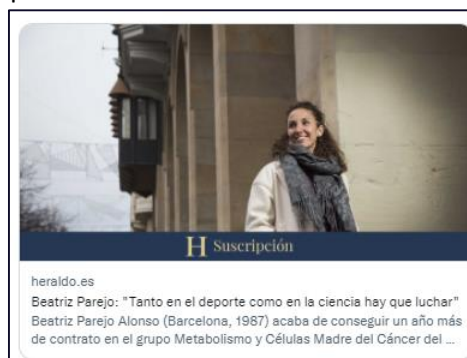 H Suscripción
heraldo.es
Beatriz Parejo: "Tanto en el deporte como en la ciencia hay que luchar"
Beatriz Parejo Alonso (Barcelona, 1987) acaba de conseguir un año más
de contrato en el grupo Metabolismo y Células Madre del Cáncer del ...